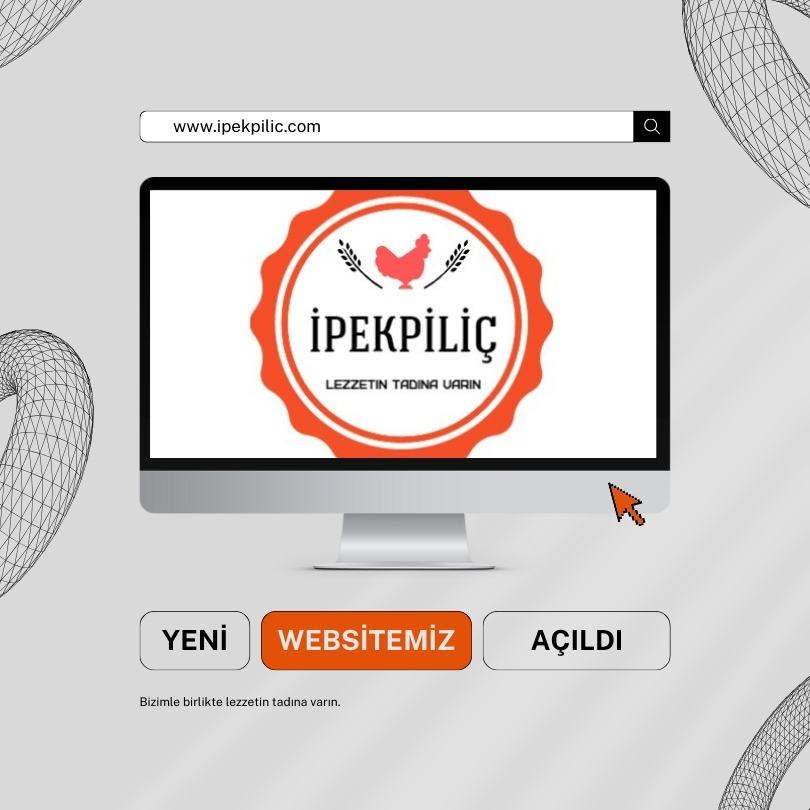 www.ipekpilic.com
İPEKPİLİÇ
LEZZETIN TADINA VARIN
YENİ WEBSİTEMİZ AÇILDI
Bizimle birlikte lezzetin tadına varın.